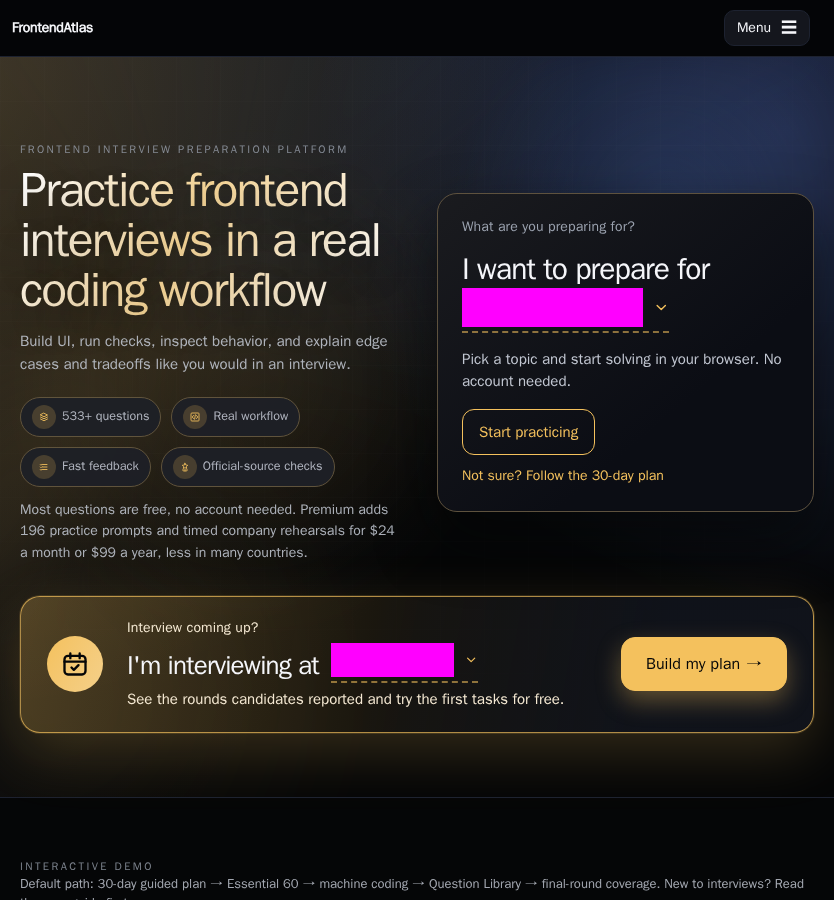 FrontendAtlas
Menu
FRONTEND INTERVIEW PREPARATION PLATFORM
Practice frontend
interviews in a real
coding workflow
Build UI, run checks, inspect behavior, and explain edge
cases and tradeoffs like you would in an interview.
533+ questions
Real workflow
Fast feedback
Official-source checks
Most questions are free, no account needed. Premium adds
196 practice prompts and timed company rehearsals for $24
a month or $99 a year, less in many countries.
What are you preparing for?
I want to prepare for
Pick a topic and start solving in your browser. No
account needed.
Start practicing
Not sure? Follow the 30-day plan
Interview coming up?
I'm interviewing at
See the rounds candidates reported and try the first tasks for free.
Build my plan →
INTERACTIVE DEMO
Default path: 30-day guided plan → Essential 60 → machine coding → Question Library → final-round coverage. New to interviews? Read